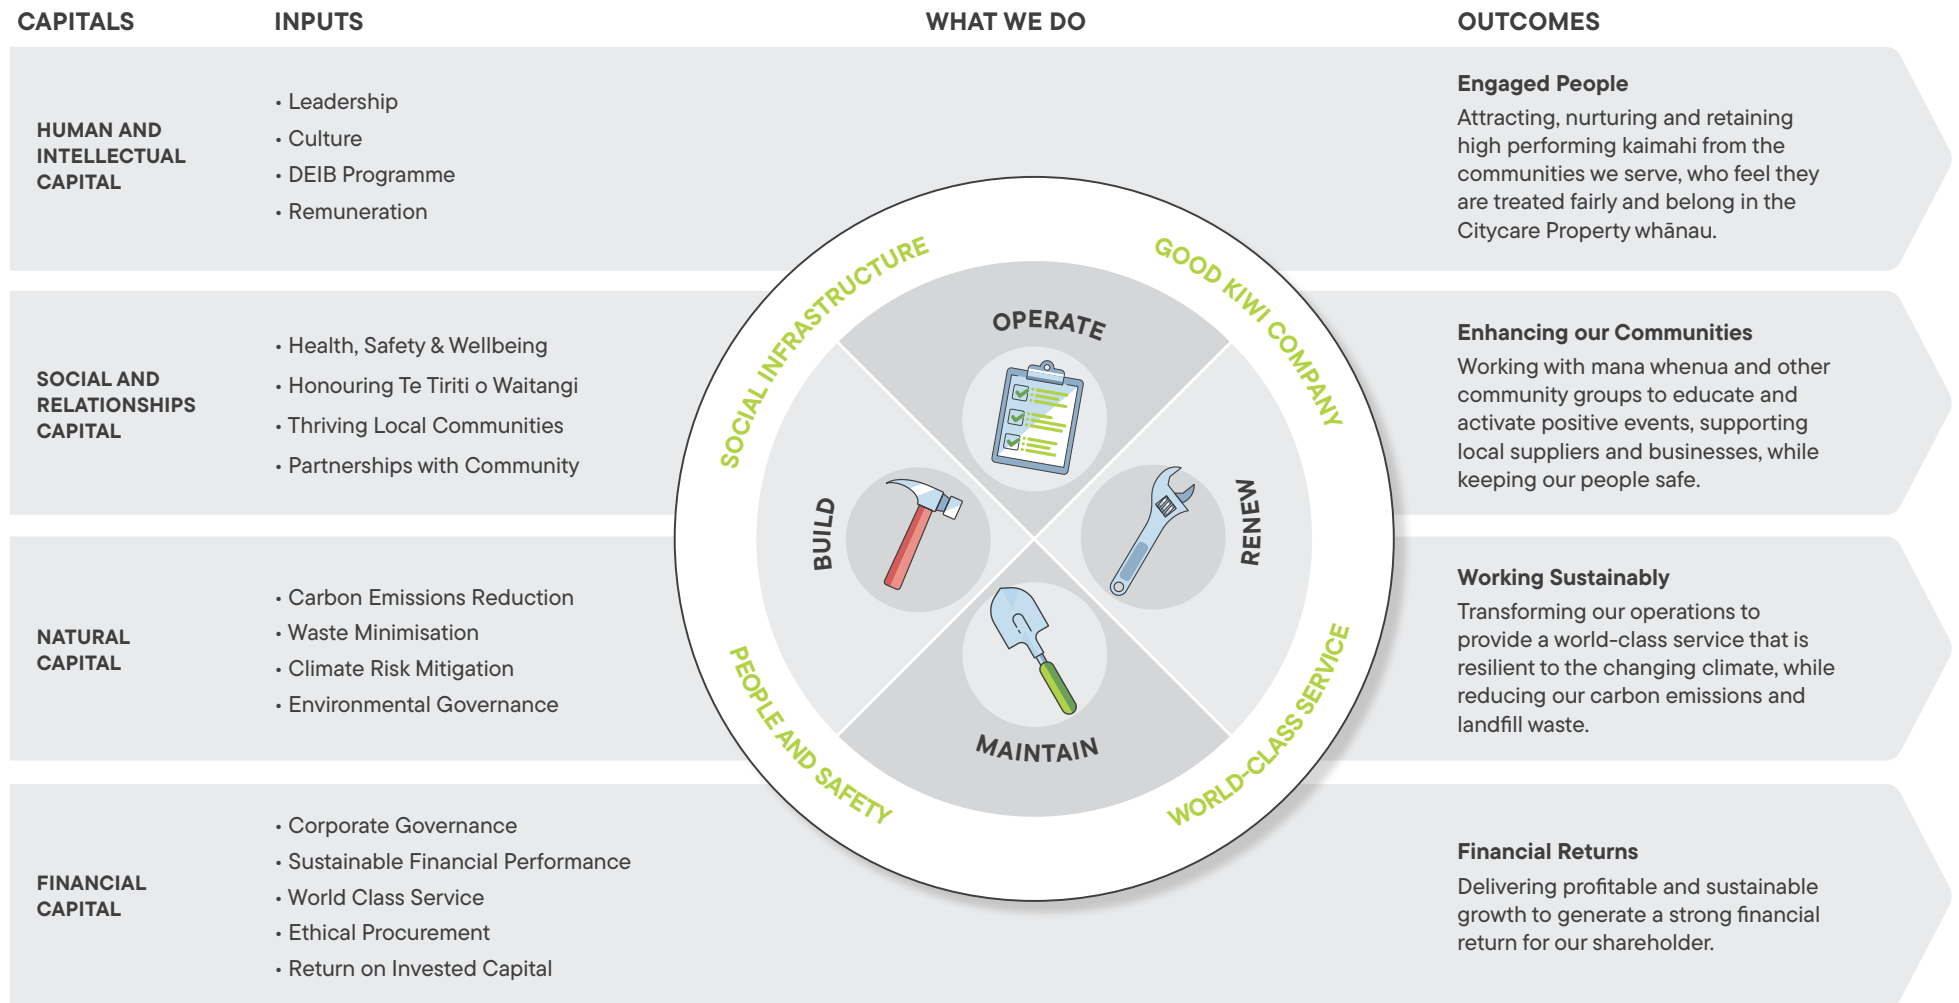 CAPITALS
INPUTS
WHAT WE DO
OUTCOMES
HUMAN AND
INTELLECTUAL
CAPITAL
• Leadership
• Culture
• DEIB Programme
• Remuneration
Engaged People
Attracting, nurturing and retaining
high performing kaimahi from the
communities we serve, who feel they
are treated fairly and belong in the
Citycare Property whānau.
SOCIAL AND
RELATIONSHIPS
CAPITAL
• Health, Safety & Wellbeing
• Honouring Te Tiriti o Waitangi
• Thriving Local Communities
• Partnerships with Community
Enhancing our Communities
Working with mana whenua and other
community groups to educate and
activate positive events, supporting
local suppliers and businesses, while
keeping our people safe.
NATURAL
CAPITAL
• Carbon Emissions Reduction
• Waste Minimisation
• Climate Risk Mitigation
• Environmental Governance
Working Sustainably
Transforming our operations to
provide a world-class service that is
resilient to the changing climate, while
reducing our carbon emissions and
landfill waste.
FINANCIAL
CAPITAL
• Corporate Governance
• Sustainable Financial Performance
• World Class Service
• Ethical Procurement
• Return on Invested Capital
Financial Returns
Delivering profitable and sustainable
growth to generate a strong financial
return for our shareholder.
SOCIAL INFRASTRUCTURE
GOOD KIWI COMPANY
PEOPLE AND SAFETY
WORLD-CLASS SERVICE
OPERATE
BUILD
RENEW
MAINTAIN